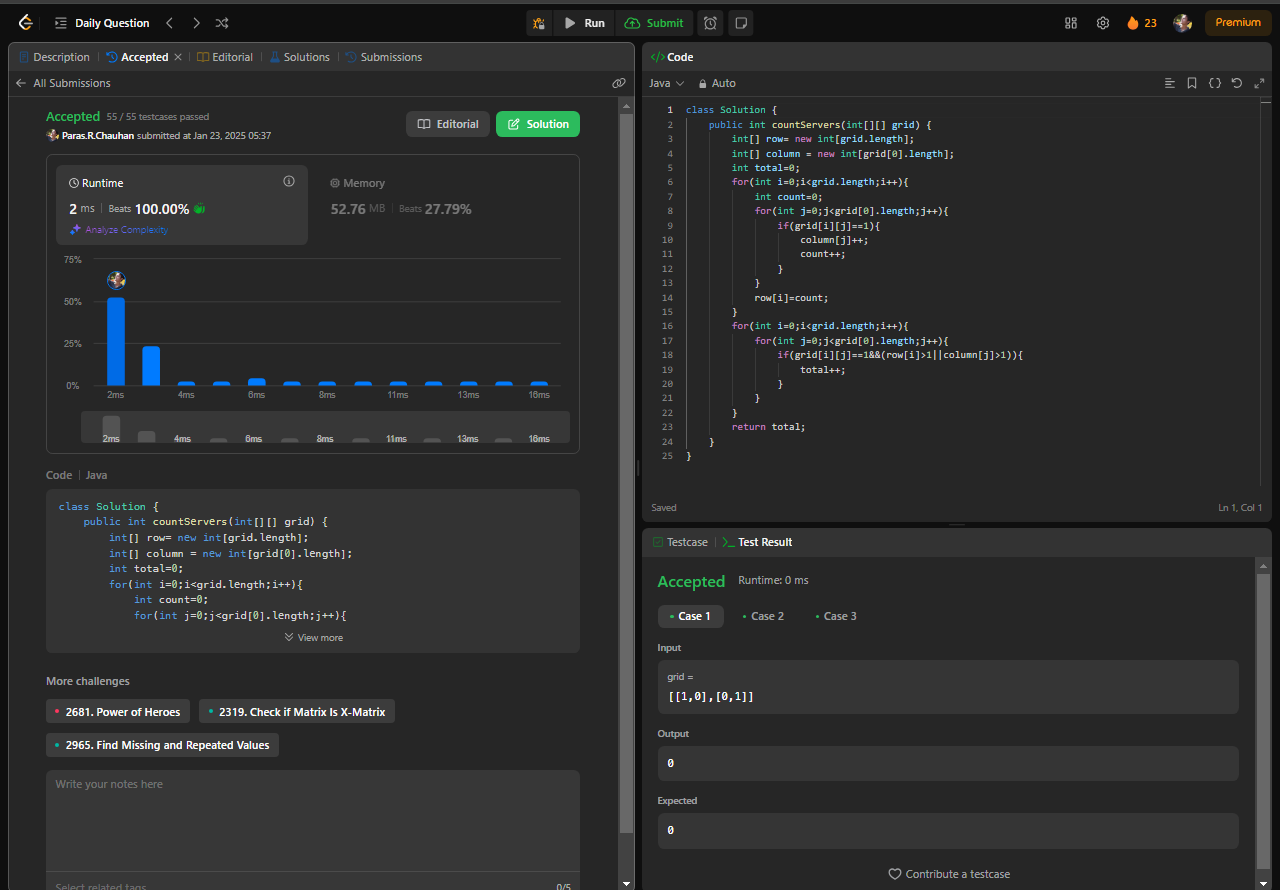 Daily Question
Run
Submit
23
Premium
Description
Accepted
Editorial
Solutions
Submissions
All Submissions
Accepted 55 / 55 testcases passed
Paras.R.Chauhan submitted at Jan 23, 2025 05:37
Editorial
Solution
Runtime
2 ms Beats 100.00%
Analyze Complexity
Memory
52.76 MB Beats 27.79%
75%
50%
25%
0%
2ms 4ms 6ms 8ms 11ms 13ms 16ms
2ms 4ms 6ms 8ms 11ms 13ms 16ms
Code Java
class Solution {
    public int countServers(int[][] grid) {
        int[] row= new int[grid.length];
        int[] column = new int[grid[0].length];
        int total=0;
        for(int i=0;i<grid.length;i++){
            int count=0;
            for(int j=0;j<grid[0].length;j++){
View more
More challenges
2681. Power of Heroes
2319. Check if Matrix Is X-Matrix
2965. Find Missing and Repeated Values
Write your notes here
Select related tags 0/5
</> Code
Java Auto
1 class Solution {
2     public int countServers(int[][] grid) {
3         int[] row= new int[grid.length];
4         int[] column = new int[grid[0].length];
5         int total=0;
6         for(int i=0;i<grid.length;i++){
7             int count=0;
8             for(int j=0;j<grid[0].length;j++){
9                 if(grid[i][j]==1){
10                     column[j]++;
11                     count++;
12                 }
13             }
14             row[i]=count;
15         }
16         for(int i=0;i<grid.length;i++){
17             for(int j=0;j<grid[0].length;j++){
18                 if(grid[i][j]==1&&(row[i]>1||column[j]>1)){
19                     total++;
20                 }
21             }
22         }
23         return total;
24     }
25 }
Saved
Ln 1, Col 1
Testcase
>_ Test Result
Accepted Runtime: 0 ms
Case 1
Case 2
Case 3
Input
grid =
[[1,0],[0,1]]
Output
0
Expected
0
Contribute a testcase